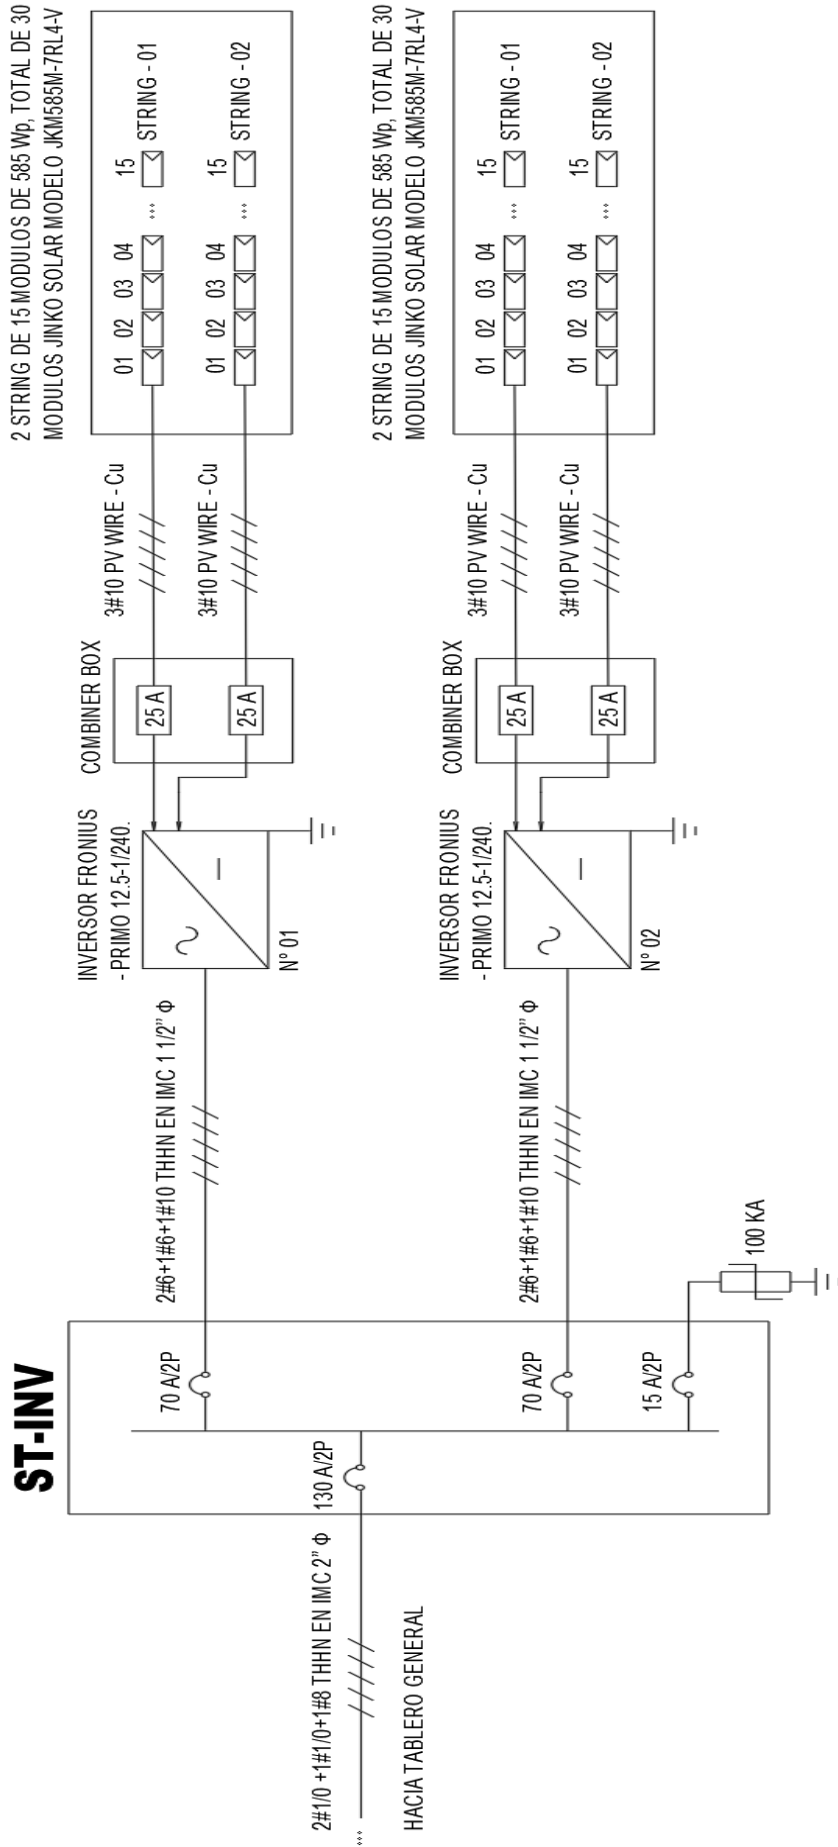 ST-INV
2#1/0 +1#1/0+1#8 THHN EN IMC 2" Φ
...
HACIA TABLERO GENERAL
130 A/2P
70 A/2P
2#6+1#6+1#10 THHN EN IMC 1 1/2" Φ
INVERSOR FRONIUS
- PRIMO 12.5-1/240.
N° 01
COMBINER BOX
25 A
25 A
3#10 PV WIRE - Cu
3#10 PV WIRE - Cu
2 STRING DE 15 MODULOS DE 585 Wp, TOTAL DE 30
MODULOS JINKO SOLAR MODELO JKM585M-7RL4-V
01 02 03 04 ... 15
STRING - 01
01 02 03 04 ... 15
STRING - 02
70 A/2P
2#6+1#6+1#10 THHN EN IMC 1 1/2" Φ
INVERSOR FRONIUS
- PRIMO 12.5-1/240.
N° 02
COMBINER BOX
25 A
25 A
3#10 PV WIRE - Cu
3#10 PV WIRE - Cu
2 STRING DE 15 MODULOS DE 585 Wp, TOTAL DE 30
MODULOS JINKO SOLAR MODELO JKM585M-7RL4-V
01 02 03 04 ... 15
STRING - 01
01 02 03 04 ... 15
STRING - 02
15 A/2P
100 KA